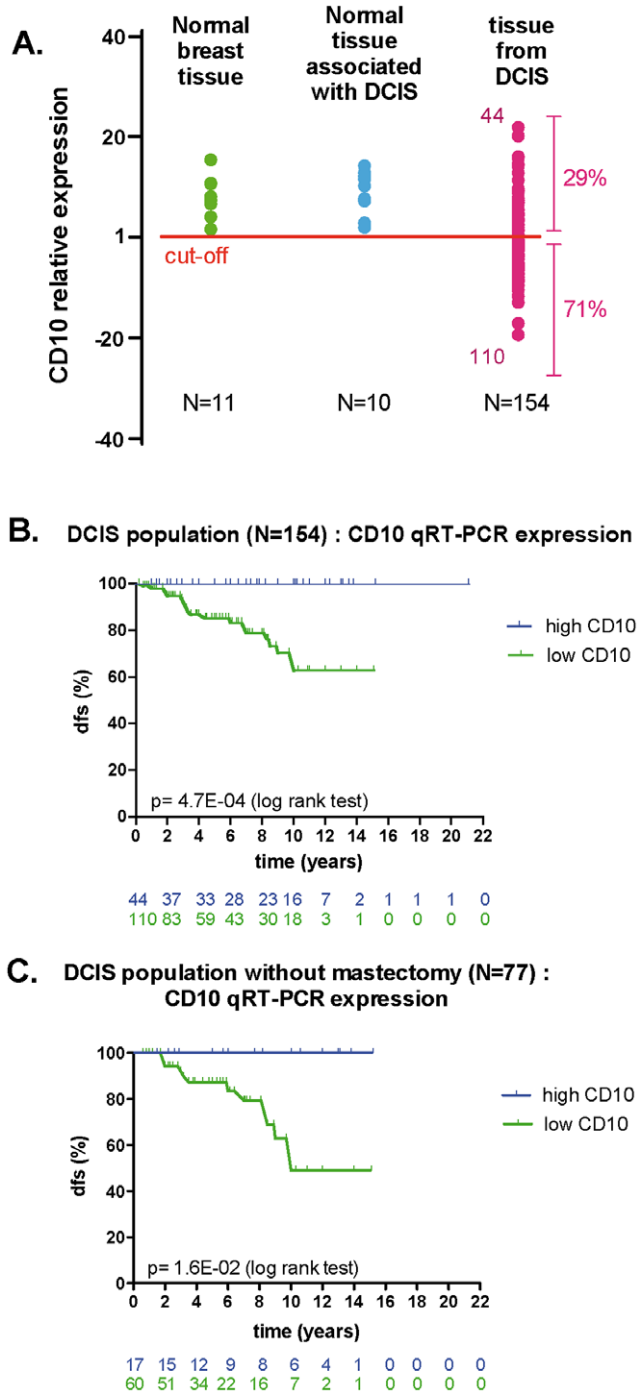 A.
Normal breast tissue
Normal tissue associated with DCIS
tissue from DCIS
CD10 relative expression
40
20
1
-20
-40
cut-off
44
29%
71%
110
N=11
N=10
N=154
B.
DCIS population (N=154) : CD10 qRT-PCR expression
dfs (%)
100
80
60
40
20
0
high CD10
low CD10
p= 4.7E-04 (log rank test)
0 2 4 6 8 10 12 14 16 18 20 22
time (years)
44 37 33 28 23 16 7 2 1 1 1 0
110 83 59 43 30 18 3 1 0 0 0 0
C.
DCIS population without mastectomy (N=77) :
CD10 qRT-PCR expression
dfs (%)
100
80
60
40
20
0
high CD10
low CD10
p= 1.6E-02 (log rank test)
0 2 4 6 8 10 12 14 16 18 20 22
time (years)
17 15 12 9 8 6 4 1 0 0 0 0
60 51 34 22 16 7 2 1 0 0 0 0